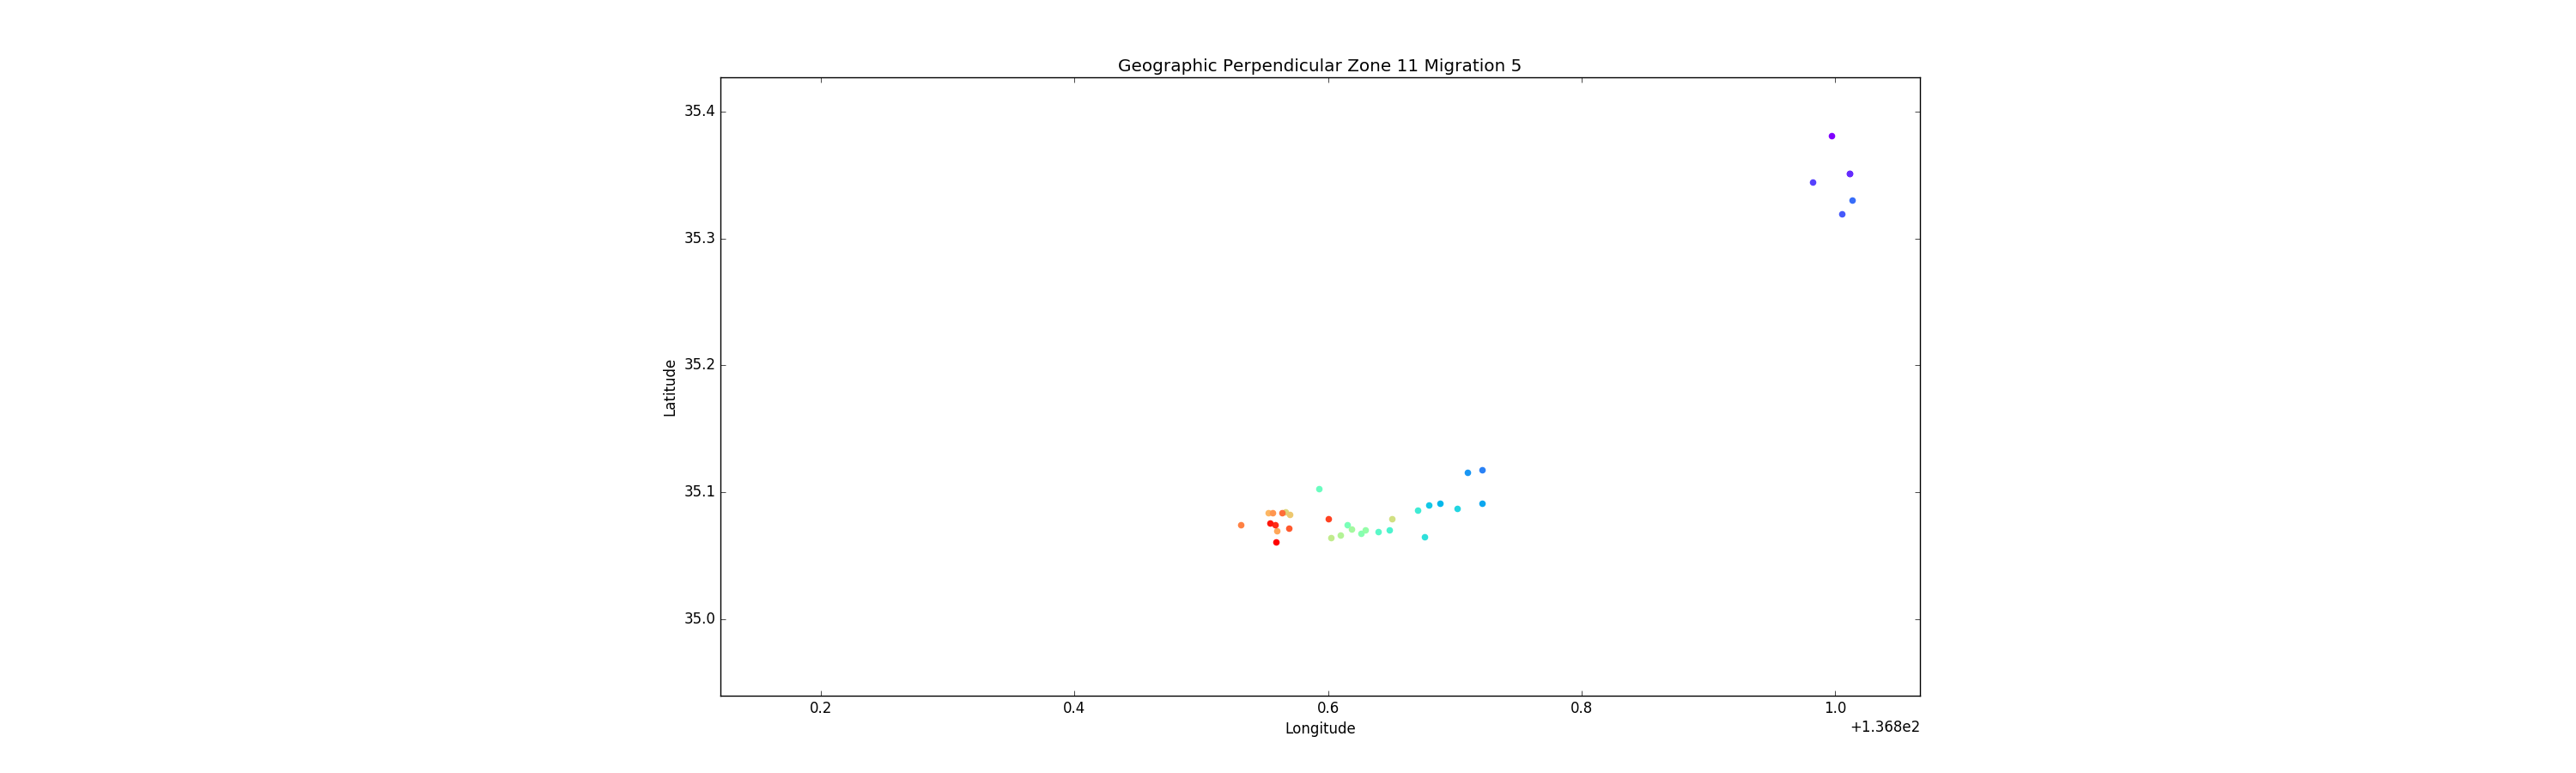 Geographic Perpendicular Zone 11 Migration 5
35.4
35.3
35.2
35.1
35.0
Latitude
0.2 0.4 0.6 0.8 1.0
Longitude
+1.368e2